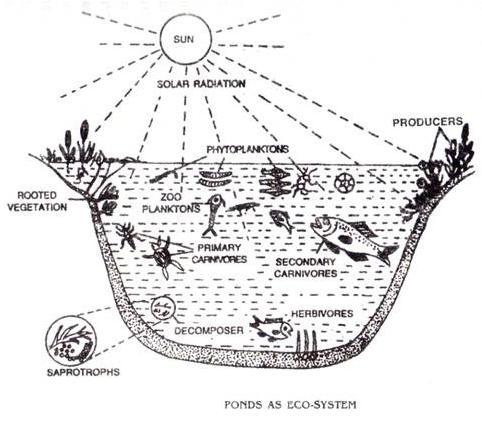 SUN
SOLAR RADIATION
PRODUCERS
PHYTOPLANKTONS
ROOTED
VEGETATION
ZOO
PLANKTONS
PRIMARY
CARNIVORES
SECONDARY
CARNIVORES
HERBIVORES
DECOMPOSER
SAPROTROPHS
PONDS AS ECO-SYSTEM